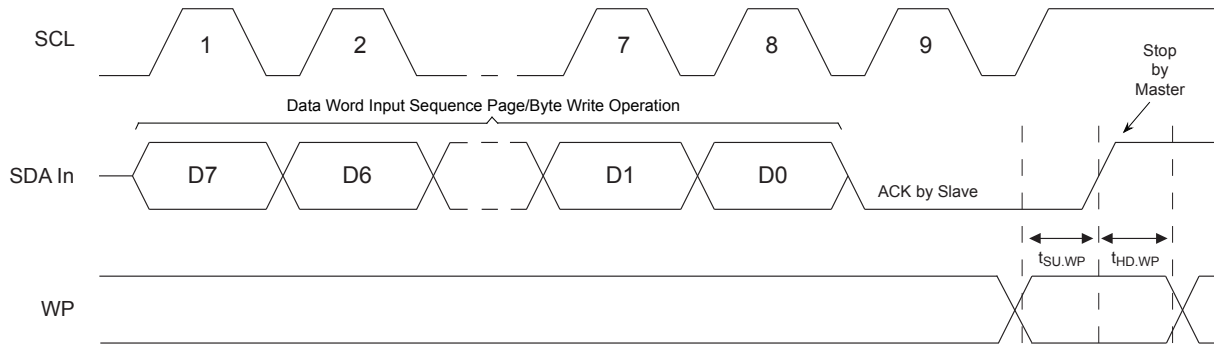 SCL
1
2
7
8
9
Stop
by
Master
Data Word Input Sequence Page/Byte Write Operation
SDA In
D7
D6
D1
D0
ACK by Slave
tSU.WP
tHD.WP
WP